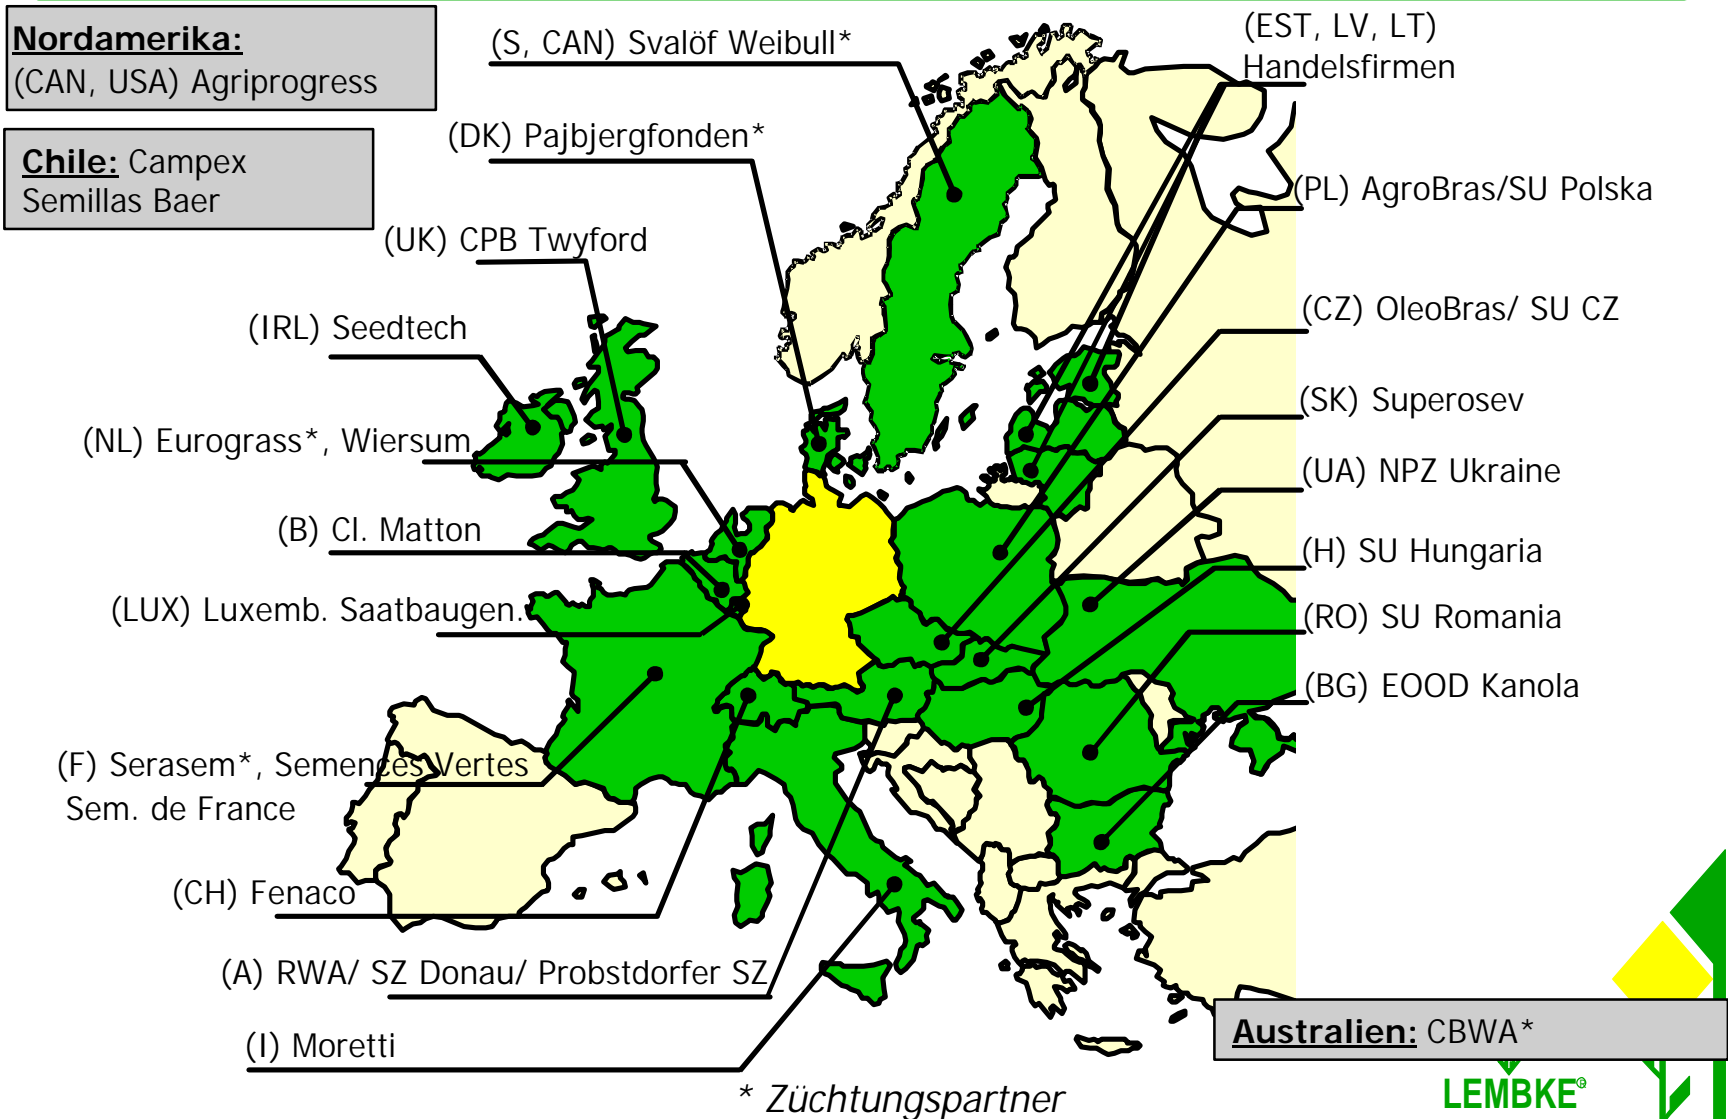 Nordamerika:
(CAN, USA) Agriprogress
Chile: Campex
Semillas Baer
(S, CAN) Svalöf Weibull*
(DK) Pajbjergfonden*
(UK) CPB Twyford
(IRL) Seedtech
(NL) Eurograss*, Wiersum
(B) Cl. Matton
(LUX) Luxemb. Saatbaugen.
(F) Serasem*, Semences Vertes
Sem. de France
(CH) Fenaco
(A) RWA/ SZ Donau/ Probstdorfer SZ
(I) Moretti
(EST, LV, LT)
Handelsfirmen
(PL) AgroBras/SU Polska
(CZ) OleoBras/ SU CZ
(SK) Superosev
(UA) NPZ Ukraine
(H) SU Hungaria
(RO) SU Romania
(BG) EOOD Kanola
Australien: CBWA*
* Züchtungspartner
LEMBKE®